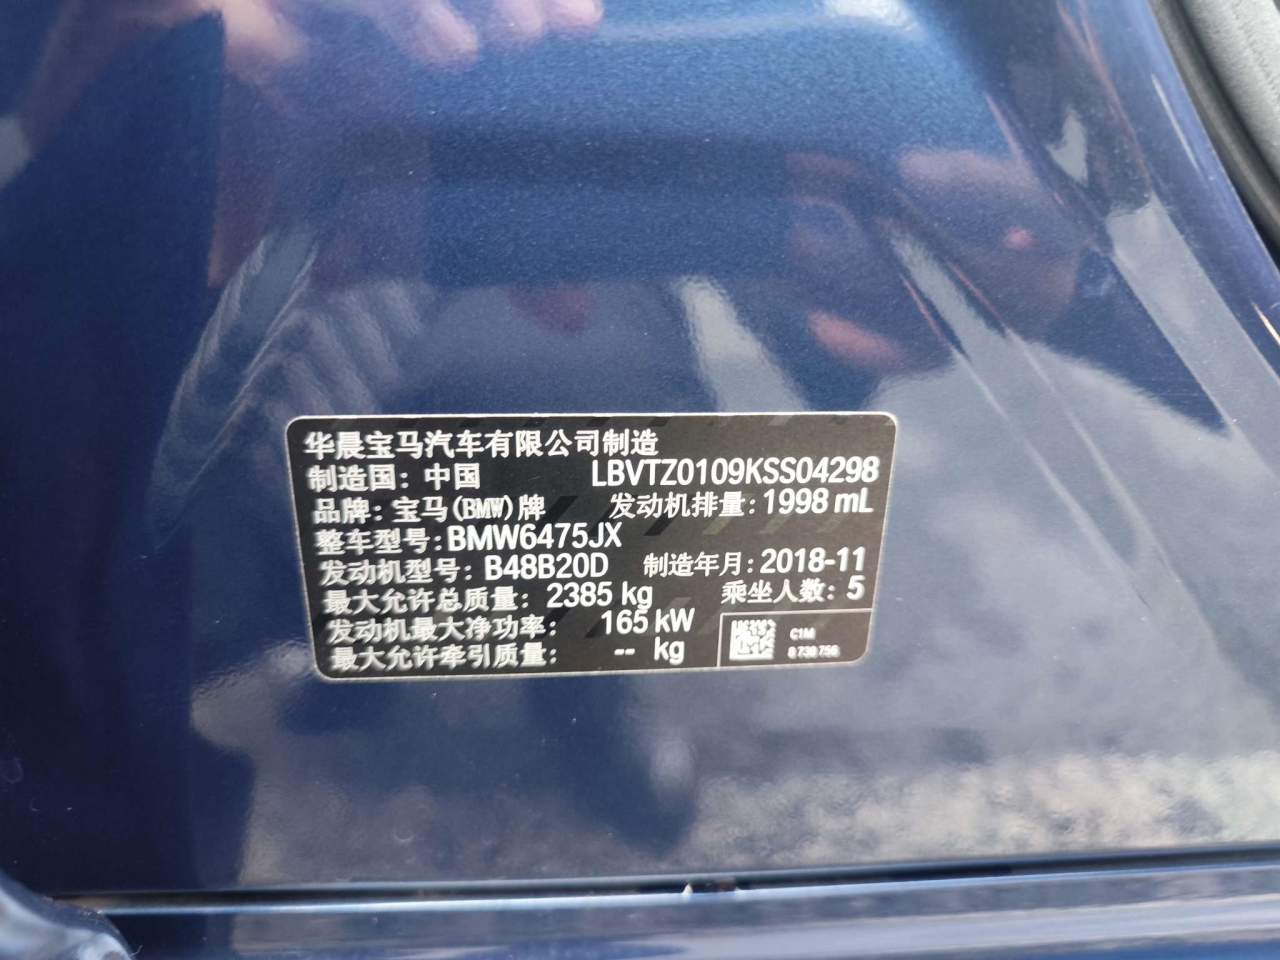 华晨宝马汽车有限公司制造
制造国：中国 LBVTZ0109KSS04298
品牌：宝马(BMW)牌 发动机排量：1998 mL
整车型号：BMW6475JX
发动机型号：B48B20D 制造年月：2018-11
最大允许总质量：2385 kg 乘坐人数：5
发动机最大净功率：165 kW
最大允许牵引质量：-- kg
C1M
8 738 756